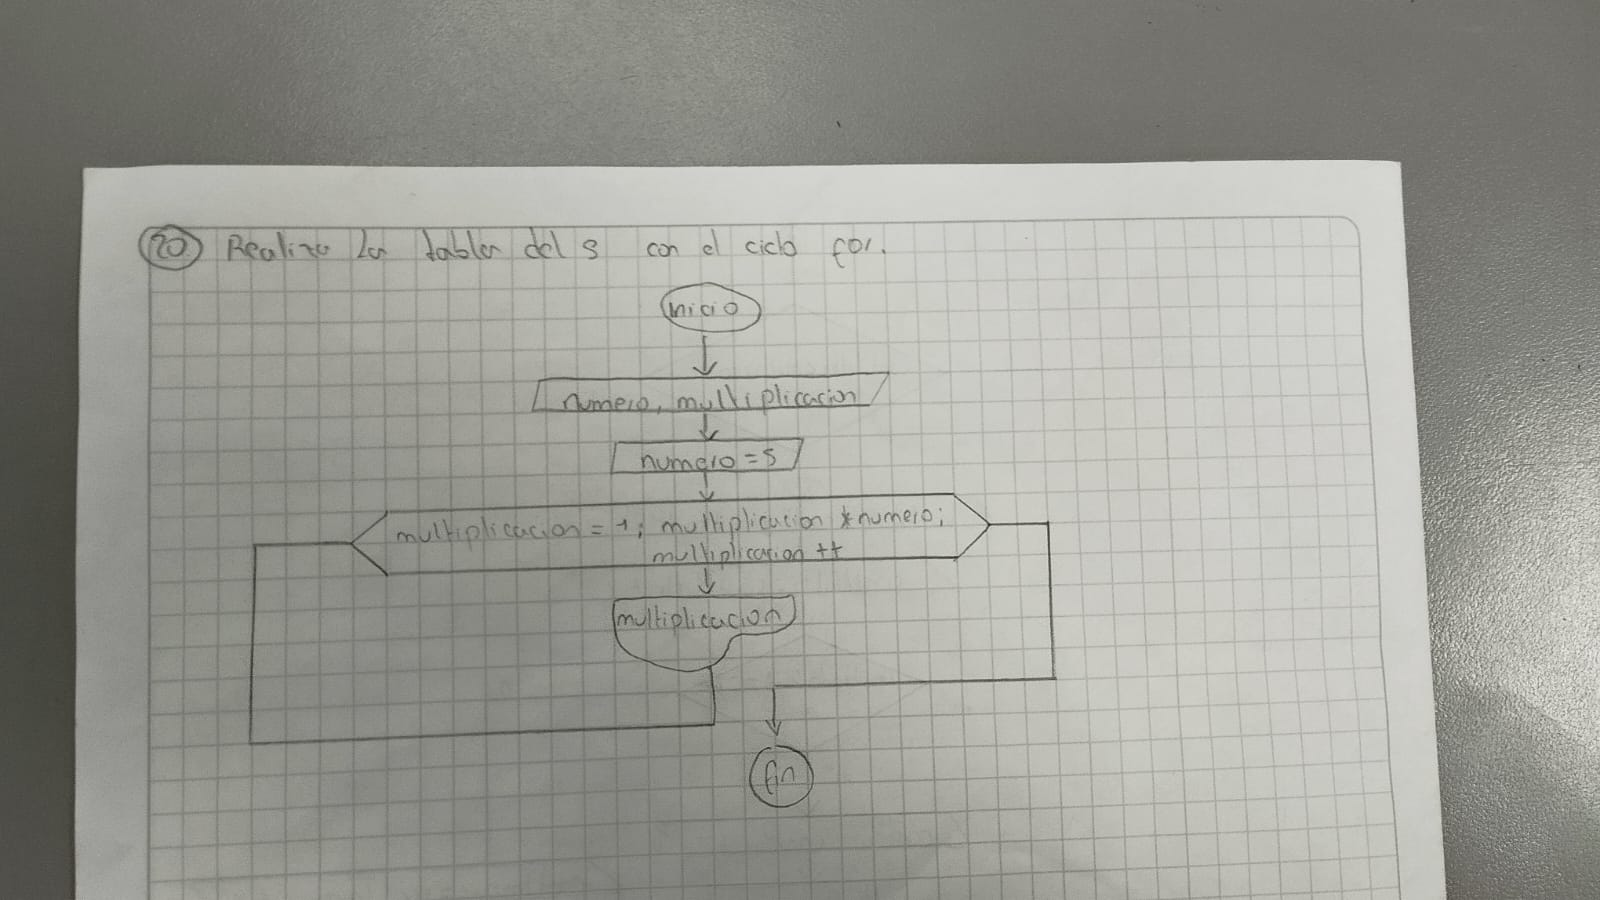 20. Realizo la tabla del 5 con el ciclo for.
Inicio
numero, multiplicacion
numero = 5
multiplicacion = 1; multiplicacion * numero;
multiplicacion ++
multiplicacion
fin